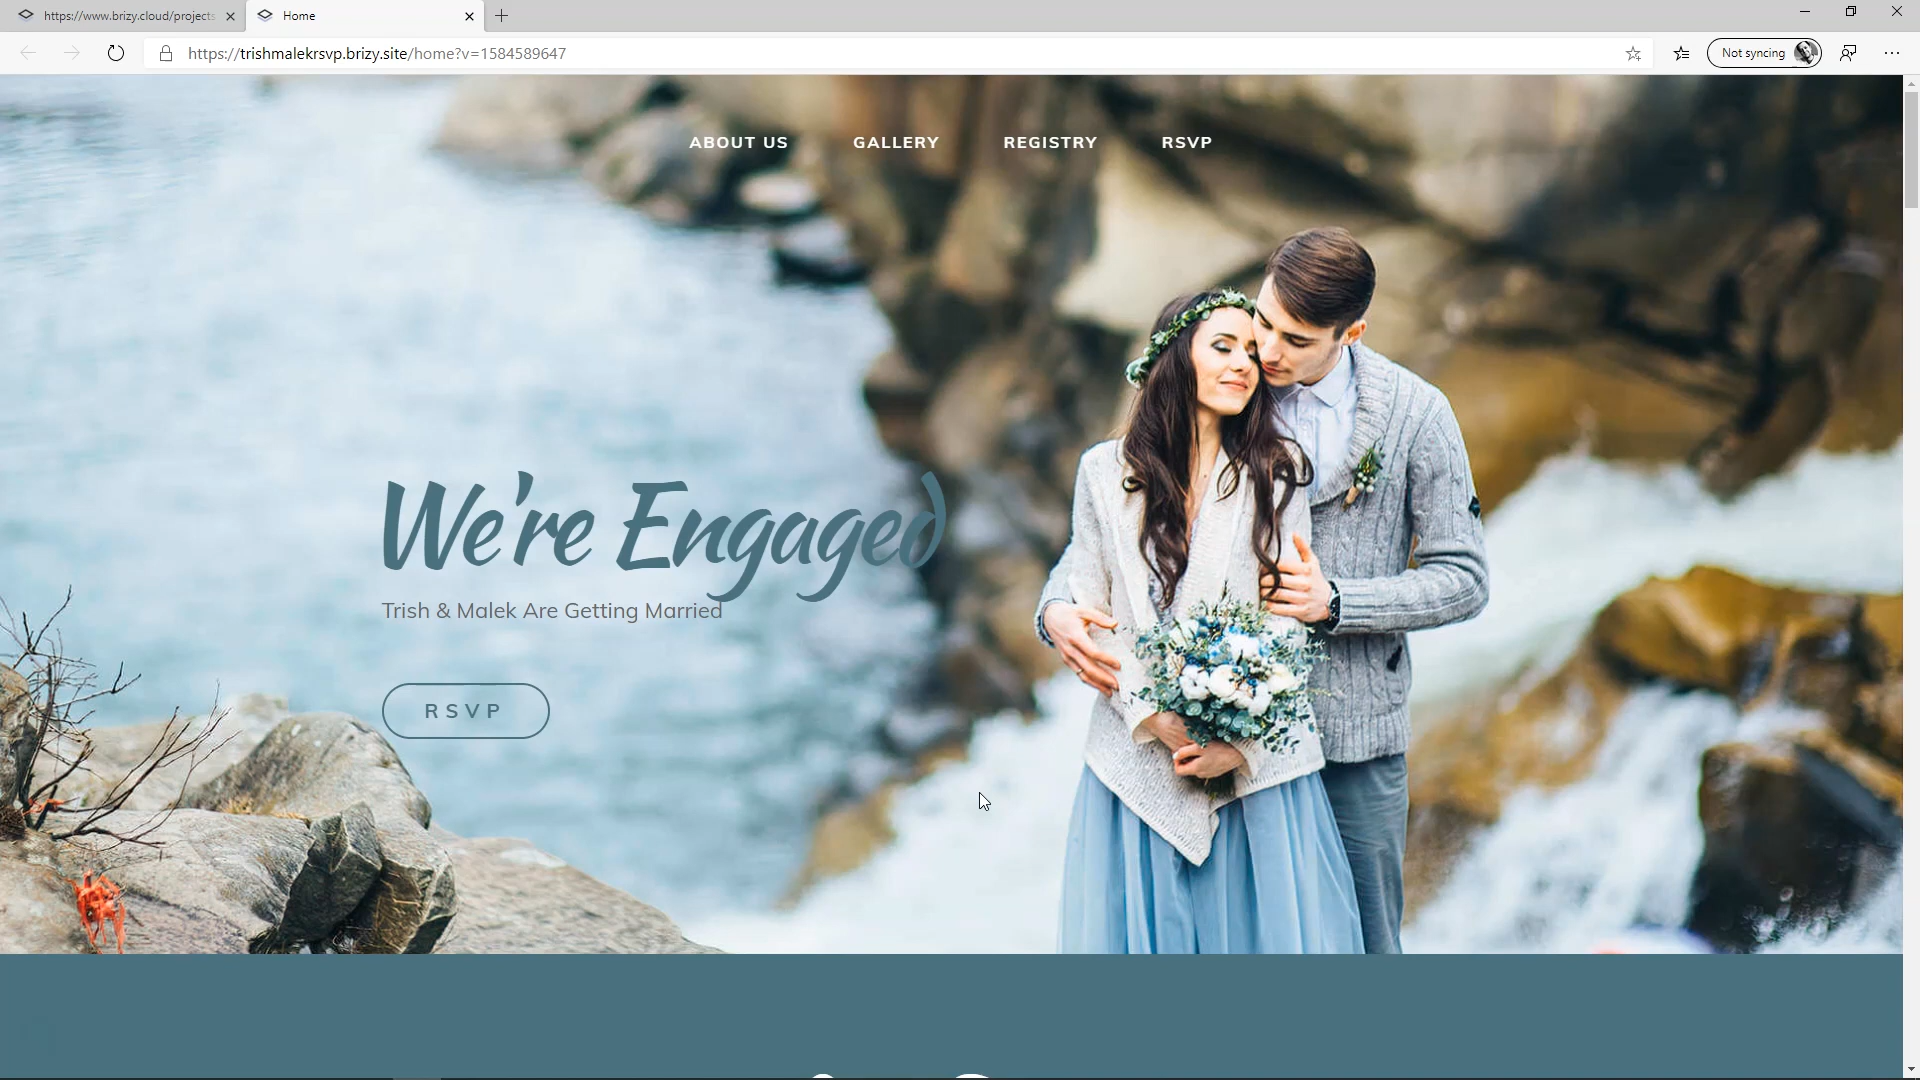 https://www.brizy.cloud/projects
Home
https://trishmalekrsvp.brizy.site/home?v=1584589647
Not syncing
ABOUT US
GALLERY
REGISTRY
RSVP
We're Engaged
Trish & Malek Are Getting Married
RSVP